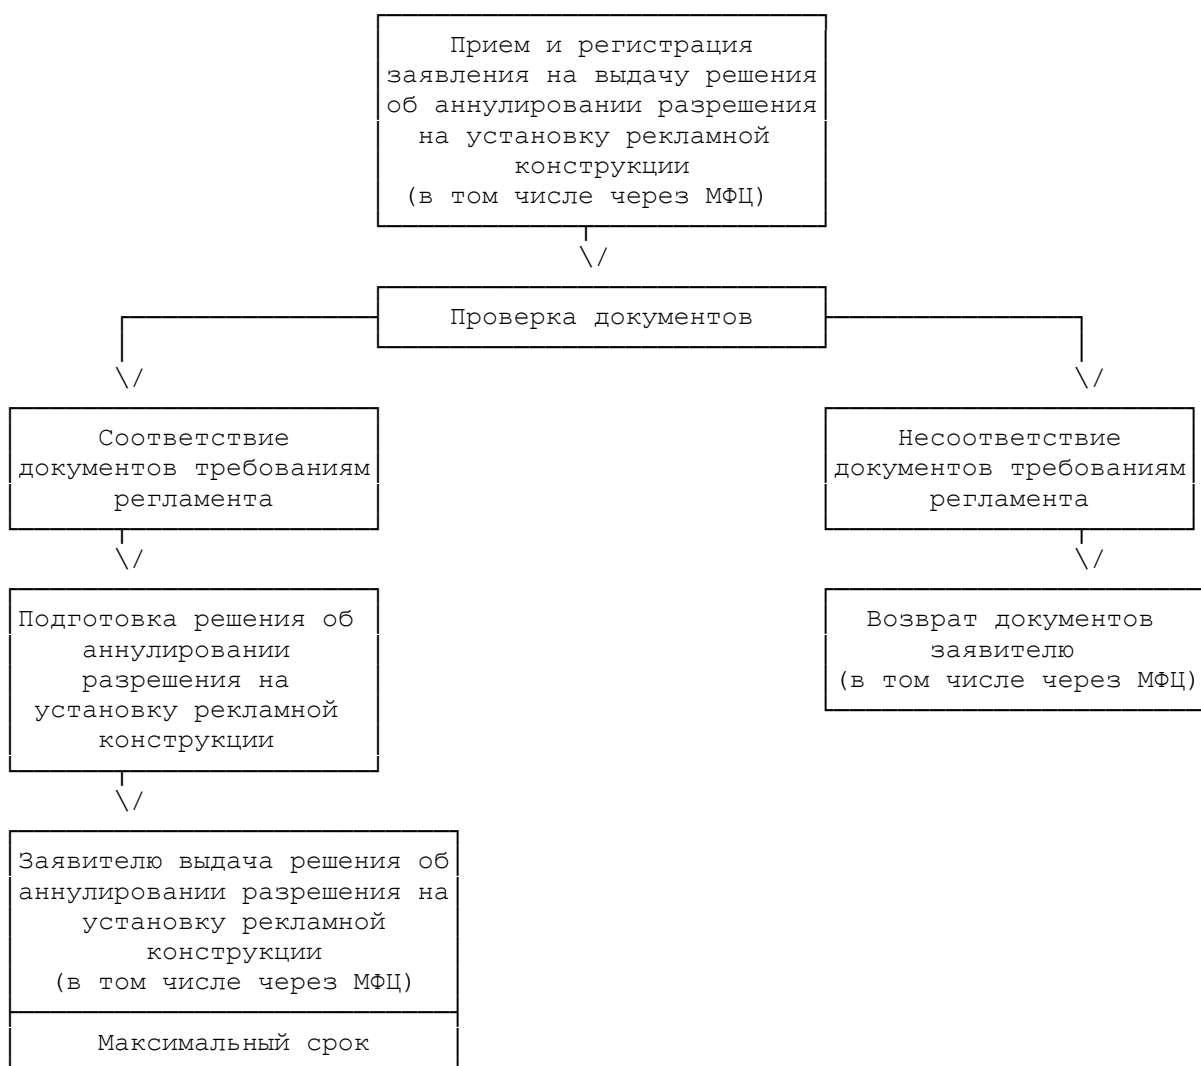 Прием и регистрация
заявления на выдачу решения
об аннулировании разрешения
на установку рекламной
конструкции
(в том числе через МФЦ)
Проверка документов
Соответствие
документов требованиям
регламента
Несоответствие
документов требованиям
регламента
Подготовка решения об
аннулировании
разрешения на
установку рекламной
конструкции
Возврат документов
заявителю
(в том числе через МФЦ)
Заявителю выдача решения об
аннулировании разрешения на
установку рекламной
конструкции
(в том числе через МФЦ)
Максимальный срок